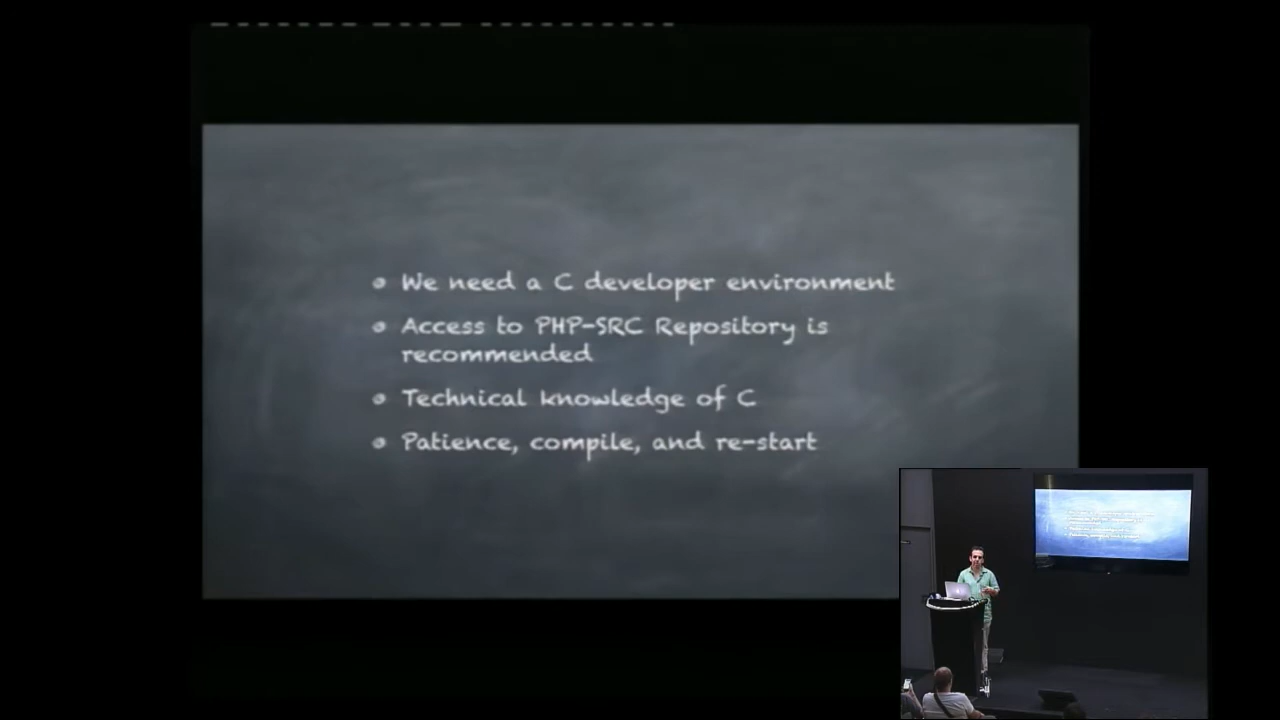 We need a C developer environment
Access to PHP-SRC Repository is
recommended
Technical knowledge of C
Patience, compile, and re-start